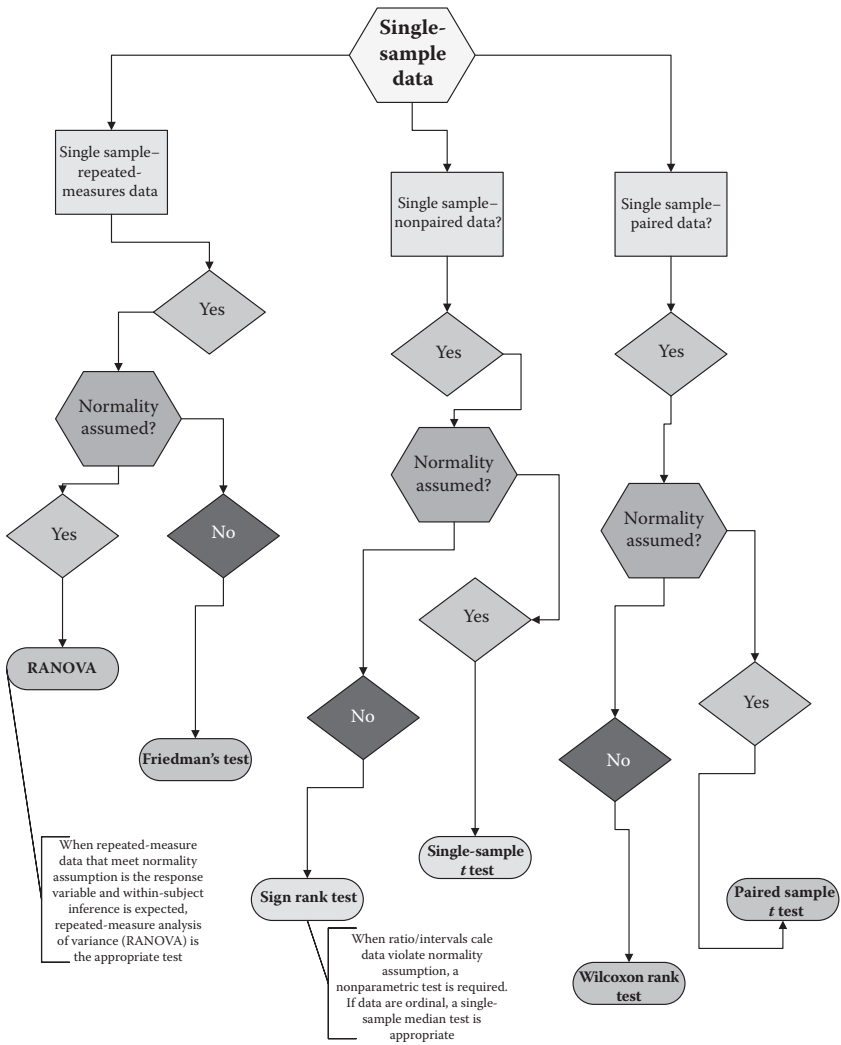 Single-
sample
data
Single sample–
repeated-
measures data
Single sample–
nonpaired data?
Single sample–
paired data?
Yes
Yes
Yes
Normality
assumed?
Normality
assumed?
Normality
assumed?
Yes
No
Yes
RANOVA
No
Yes
No
Friedman's test
Single-sample
t test
Sign rank test
Paired sample
t test
Wilcoxon rank
test
When repeated-measure
data that meet normality
assumption is the response
variable and within-subject
inference is expected,
repeated-measure analysis
of variance (RANOVA) is
the appropriate test
When ratio/intervals cale
data violate normality
assumption, a
nonparametric test is required.
If data are ordinal, a single-
sample median test is
appropriate